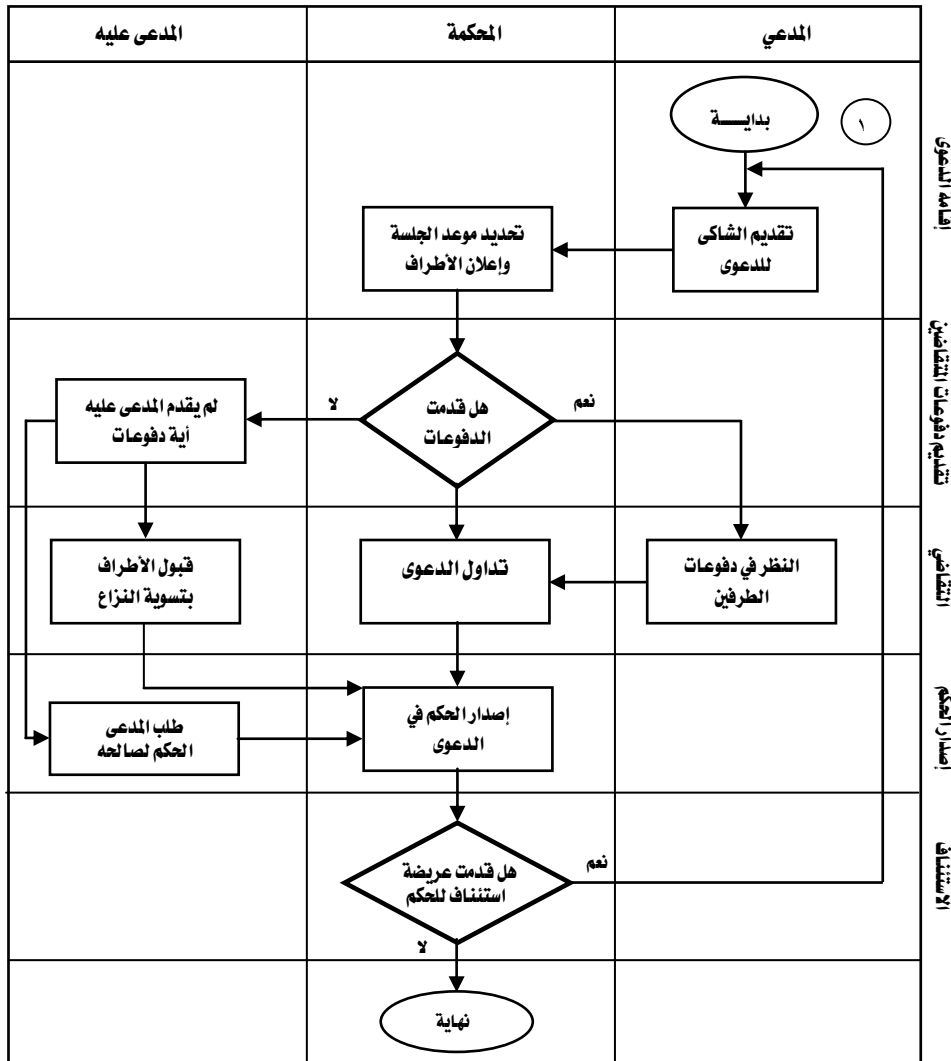 المدعي
المحكمة
المدعى عليه
إقامة الدعوى
١
بدايـــــة
تقديم الشاكى
للدعوى
تحديد موعد الجلسة
وإعلان الأطراف
تقديم دفوعات المتقاضين
نعم
هل قدمت
الدفوعات
لا
لم يقدم المدعى عليه
أية دفوعات
التقاضي
النظر في دفوعات
الطرفين
تداول الدعوى
قبول الأطراف
بتسوية النزاع
إصدار الحكم
إصدار الحكم في
الدعوى
طلب المدعى
الحكم لصالحه
الاستئناف
نعم
هل قدمت عريضة
استئناف للحكم
لا
نهاية